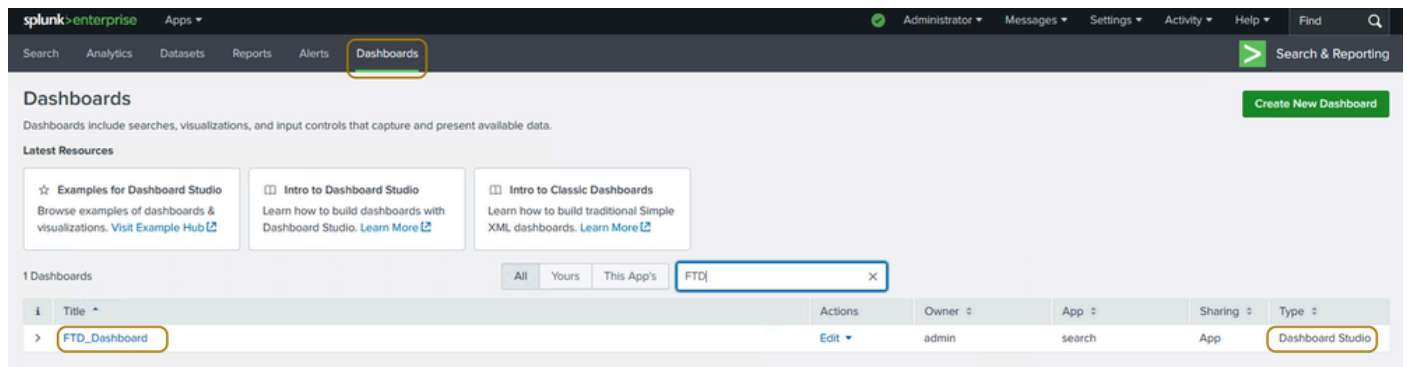 splunk>enterprise Apps Administrator Messages Settings Activity Help Find
Search Analytics Datasets Reports Alerts Dashboards Search & Reporting
Dashboards
Create New Dashboard
Dashboards include searches, visualizations, and input controls that capture and present available data.
Latest Resources
Examples for Dashboard Studio
Browse examples of dashboards &
visualizations. Visit Example Hub
Intro to Dashboard Studio
Learn how to build dashboards with
Dashboard Studio. Learn More
Intro to Classic Dashboards
Learn how to build traditional Simple
XML dashboards. Learn More
1 Dashboards All Yours This App's FTD
i Title Actions Owner App Sharing Type
FTD_Dashboard Edit admin search App Dashboard Studio